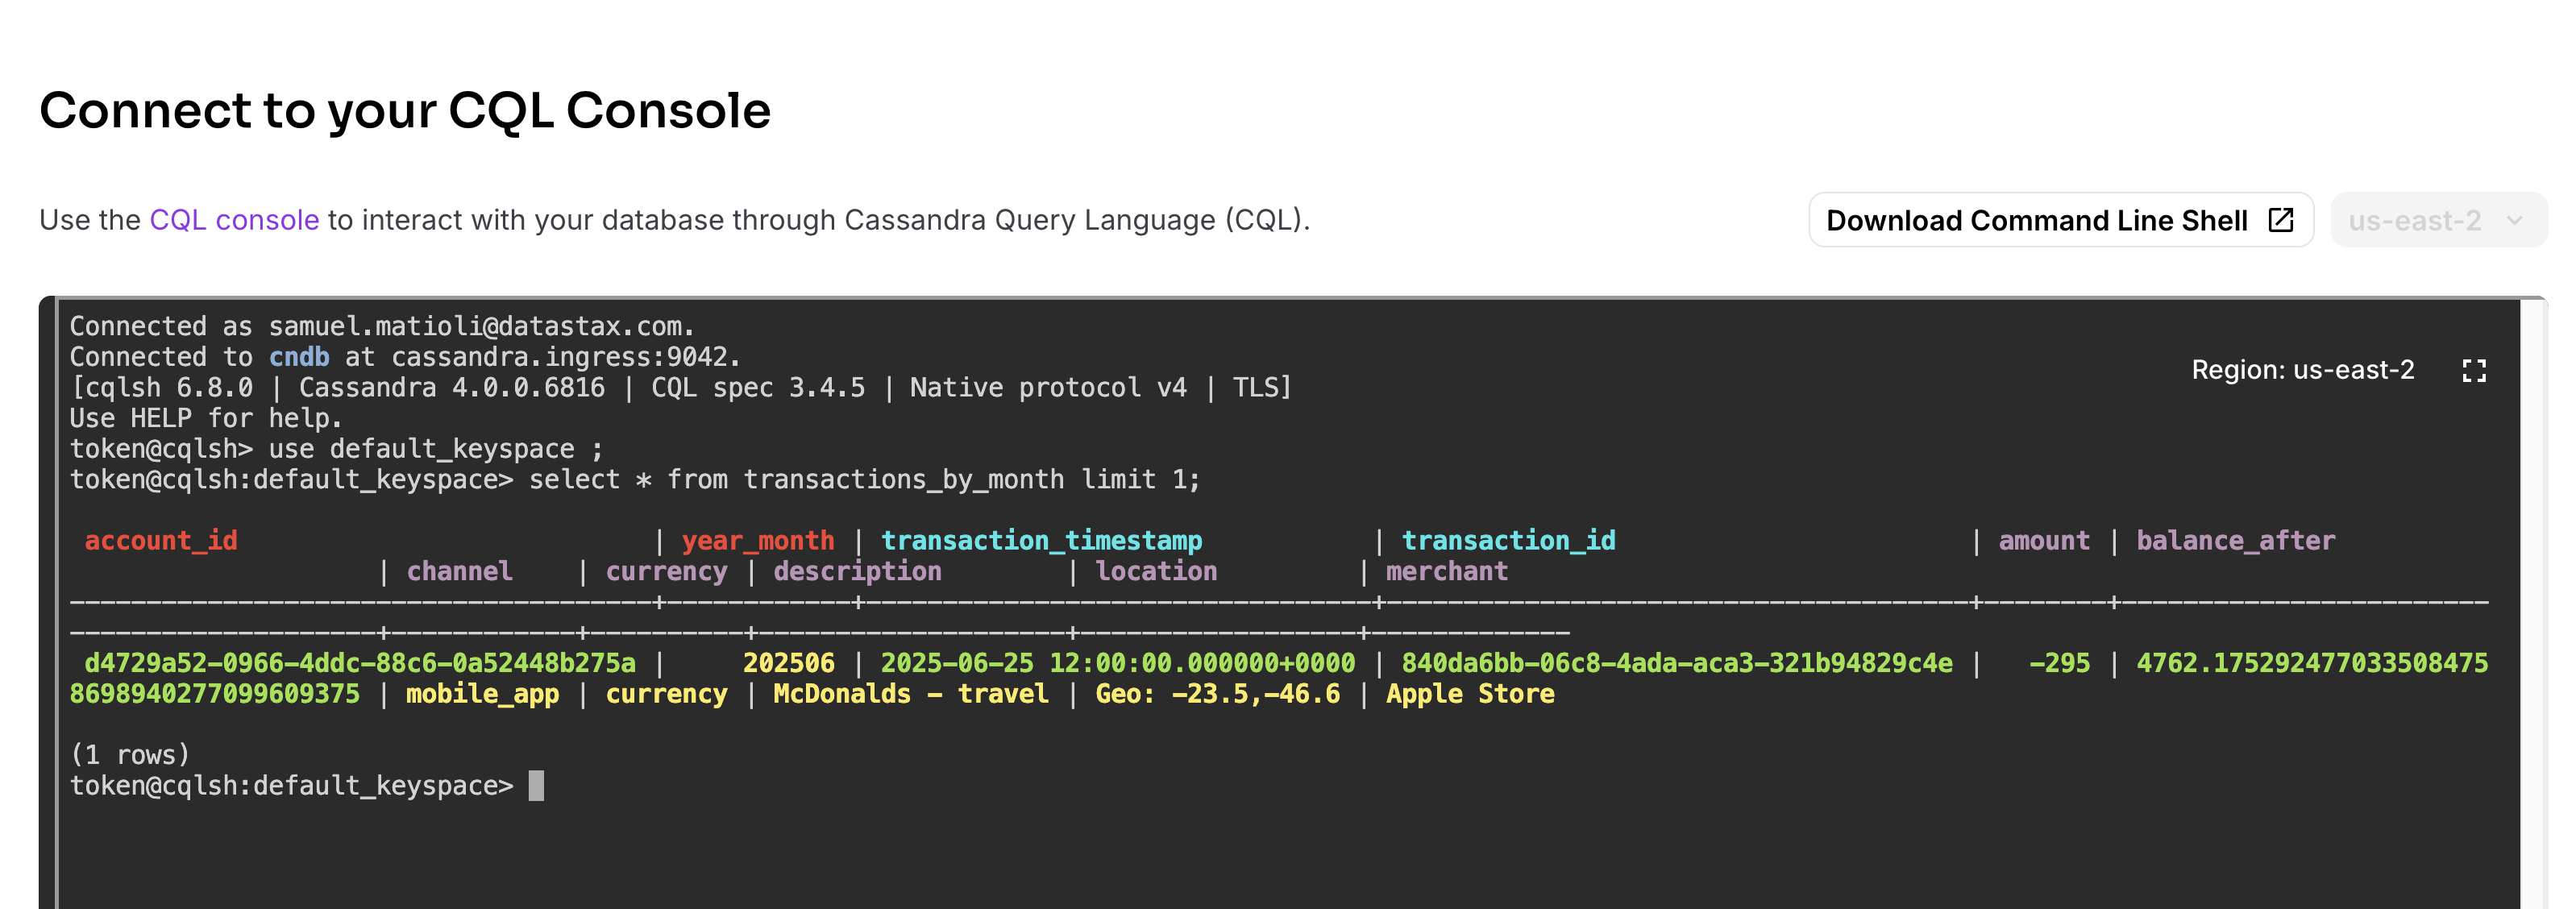 Connect to your CQL Console
Use the CQL console to interact with your database through Cassandra Query Language (CQL).
Download Command Line Shell
us-east-2
Connected as samuel.matioli@datastax.com.
Connected to cndb at cassandra.ingress:9042.
Region: us-east-2
[cqlsh 6.8.0 | Cassandra 4.0.0.6816 | CQL spec 3.4.5 | Native protocol v4 | TLS]
Use HELP for help.
token@cqlsh> use default_keyspace ;
token@cqlsh:default_keyspace> select * from transactions_by_month limit 1;
account_id | year_month | transaction_timestamp | transaction_id | amount | balance_after
| channel | currency | description | location | merchant
--------------------------------------+------------+---------------------------------+--------------------------------------+--------+------------------------
--------------------+------------+----------+--------------------+------------------+-------------
d4729a52-0966-4ddc-88c6-0a52448b275a | 202506 | 2025-06-25 12:00:00.000000+0000 | 840da6bb-06c8-4ada-aca3-321b94829c4e | -295 | 4762.175292477033508475
8698940277099609375 | mobile_app | currency | McDonalds - travel | Geo: -23.5,-46.6 | Apple Store
(1 rows)
token@cqlsh:default_keyspace>